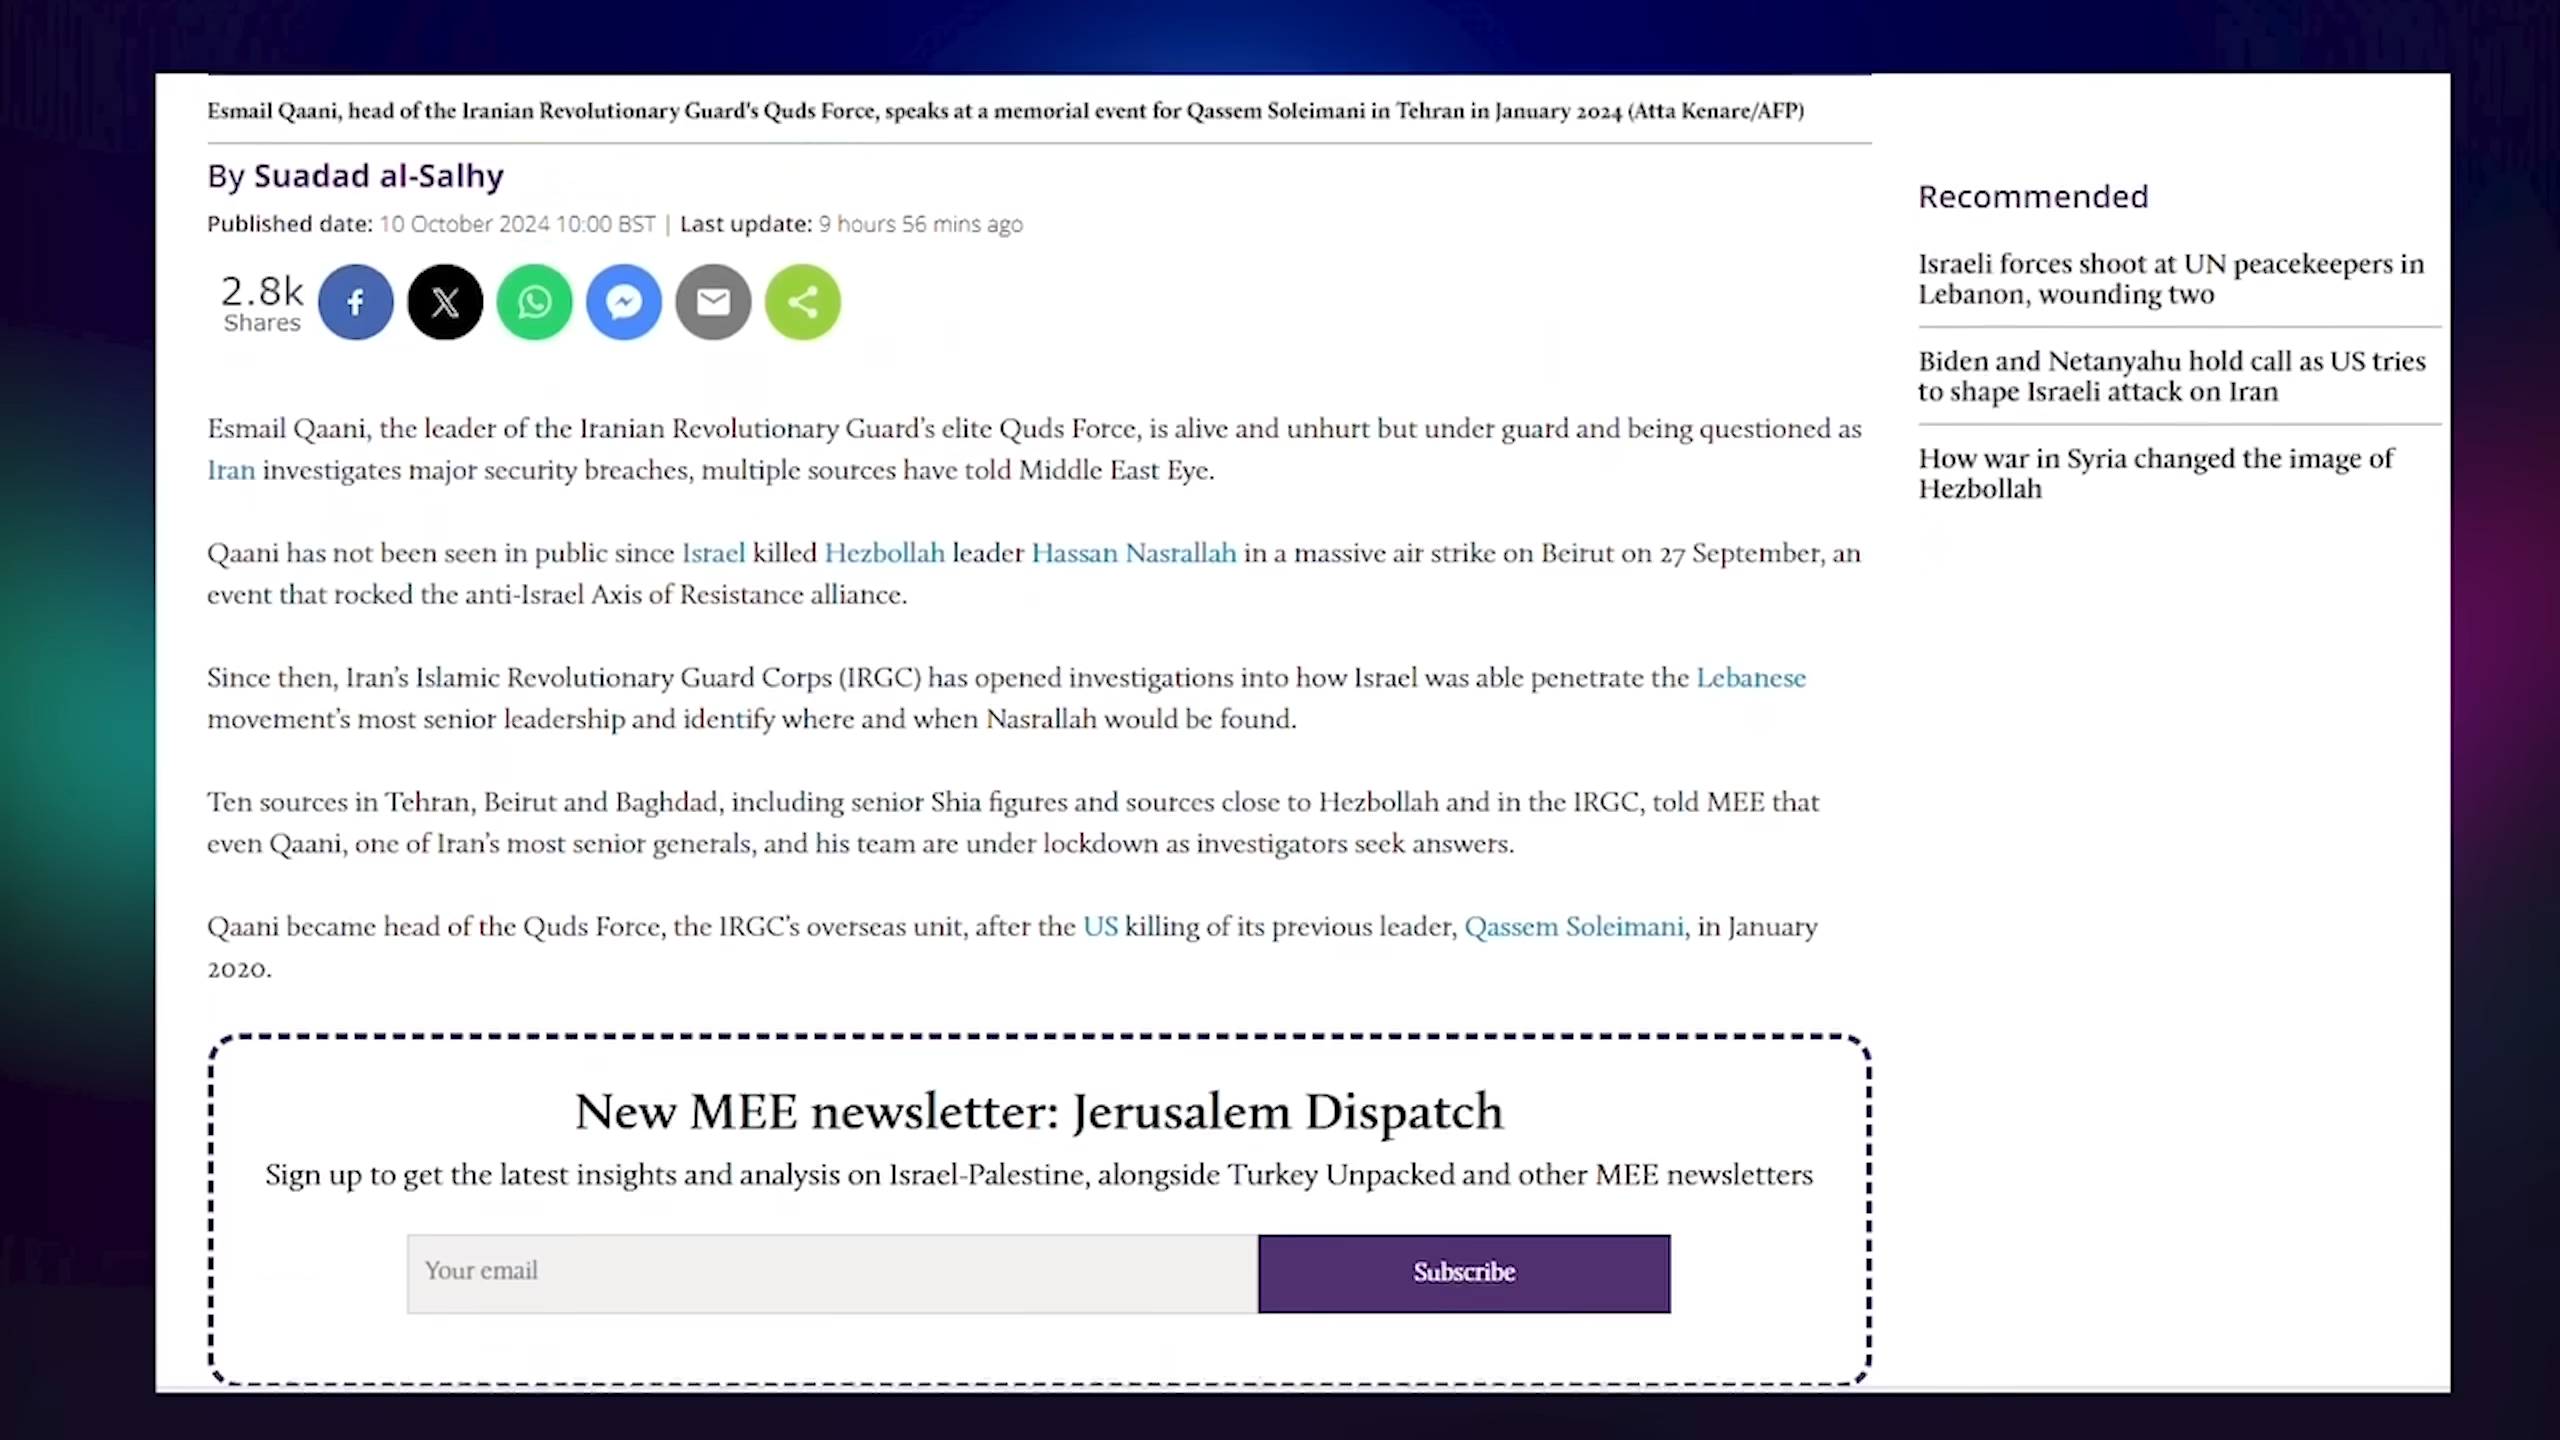 Esmail Qaani, head of the Iranian Revolutionary Guard's Quds Force, speaks at a memorial event for Qassem Soleimani in Tehran in January 2024 (Atta Kenare/AFP)
By Suadad al-Salhy
Published date: 10 October 2024 10:00 BST | Last update: 9 hours 56 mins ago
2.8k
Shares
Esmail Qaani, the leader of the Iranian Revolutionary Guard’s elite Quds Force, is alive and unhurt but under guard and being questioned as
Iran investigates major security breaches, multiple sources have told Middle East Eye.
Qaani has not been seen in public since Israel killed Hezbollah leader Hassan Nasrallah in a massive air strike on Beirut on 27 September, an
event that rocked the anti-Israel Axis of Resistance alliance.
Since then, Iran’s Islamic Revolutionary Guard Corps (IRGC) has opened investigations into how Israel was able penetrate the Lebanese
movement’s most senior leadership and identify where and when Nasrallah would be found.
Ten sources in Tehran, Beirut and Baghdad, including senior Shia figures and sources close to Hezbollah and in the IRGC, told MEE that
even Qaani, one of Iran’s most senior generals, and his team are under lockdown as investigators seek answers.
Qaani became head of the Quds Force, the IRGC’s overseas unit, after the US killing of its previous leader, Qassem Soleimani, in January
2020.
New MEE newsletter: Jerusalem Dispatch
Sign up to get the latest insights and analysis on Israel-Palestine, alongside Turkey Unpacked and other MEE newsletters
Your email
Subscribe
Recommended
Israeli forces shoot at UN peacekeepers in
Lebanon, wounding two
Biden and Netanyahu hold call as US tries
to shape Israeli attack on Iran
How war in Syria changed the image of
Hezbollah